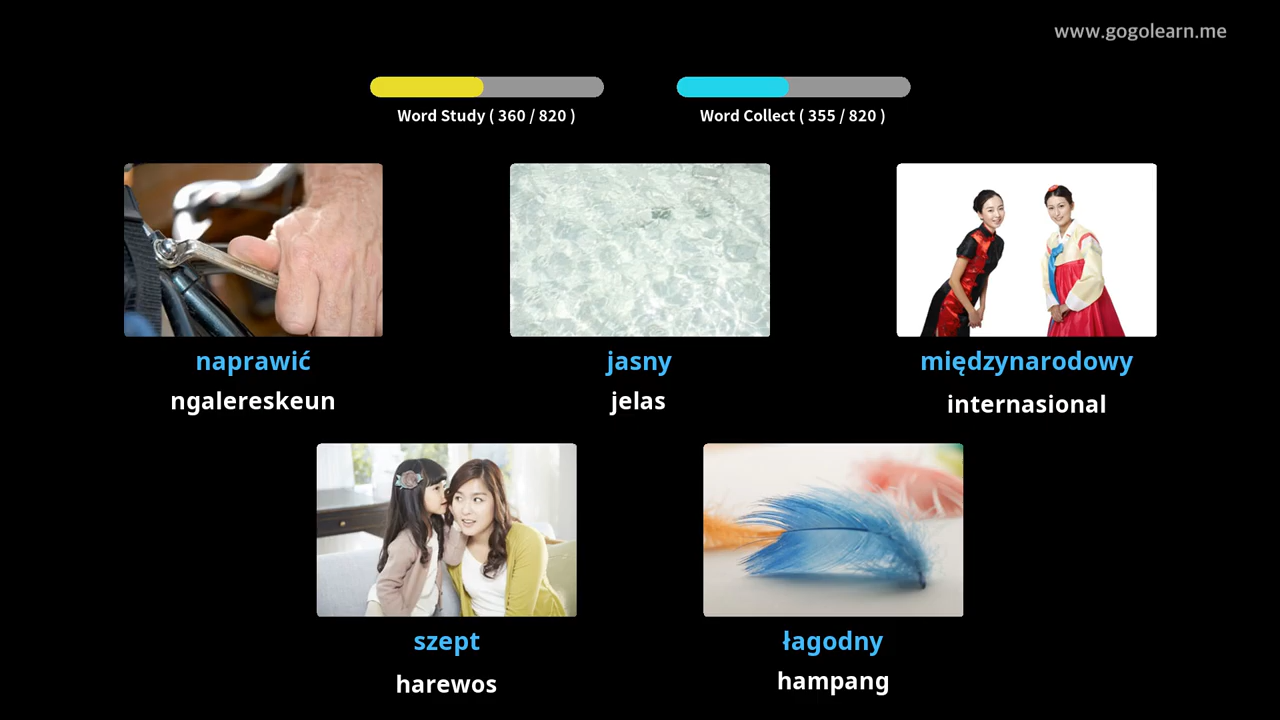 www.gogolearn.me
Word Study ( 360 / 820 )
Word Collect ( 355 / 820 )
naprawić
ngalereskeun
jasny
jelas
międzynarodowy
internasional
szept
harewos
łagodny
hampang